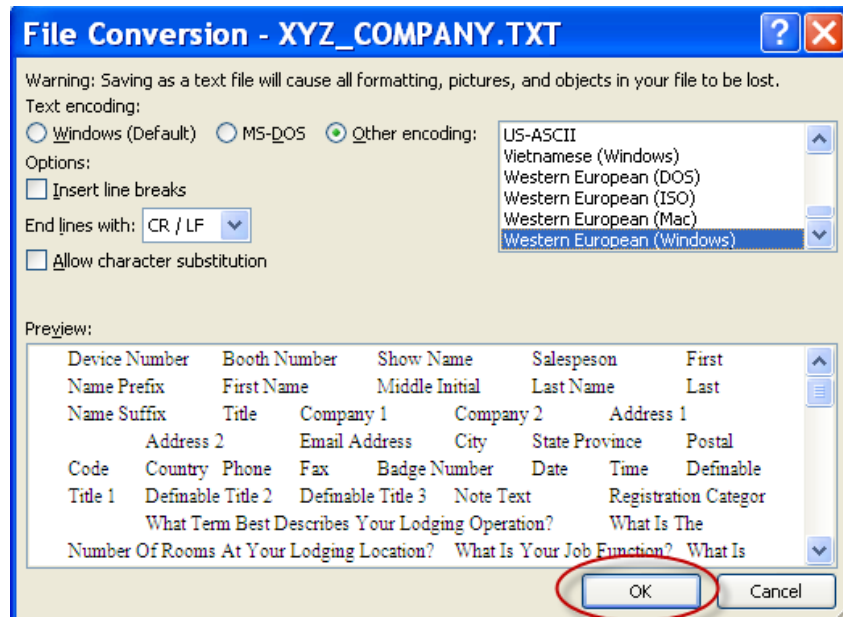 File Conversion - XYZ_COMPANY.TXT
Warning: Saving as a text file will cause all formatting, pictures, and objects in your file to be lost.
Text encoding:
Windows (Default) MS-DOS Other encoding:
US-ASCII
Vietnamese (Windows)
Western European (DOS)
Western European (ISO)
Western European (Mac)
Western European (Windows)
Options:
Insert line breaks
End lines with: CR / LF
Allow character substitution
Preview:
Device Number Booth Number Show Name Salespeson First
Name Prefix First Name Middle Initial Last Name Last
Name Suffix Title Company 1 Company 2 Address 1
Address 2 Email Address City State Province Postal
Code Country Phone Fax Badge Number Date Time Definable
Title 1 Definable Title 2 Definable Title 3 Note Text Registration Categor
What Term Best Describes Your Lodging Operation? What Is The
Number Of Rooms At Your Lodging Location? What Is Your Job Function? What Is
OK Cancel